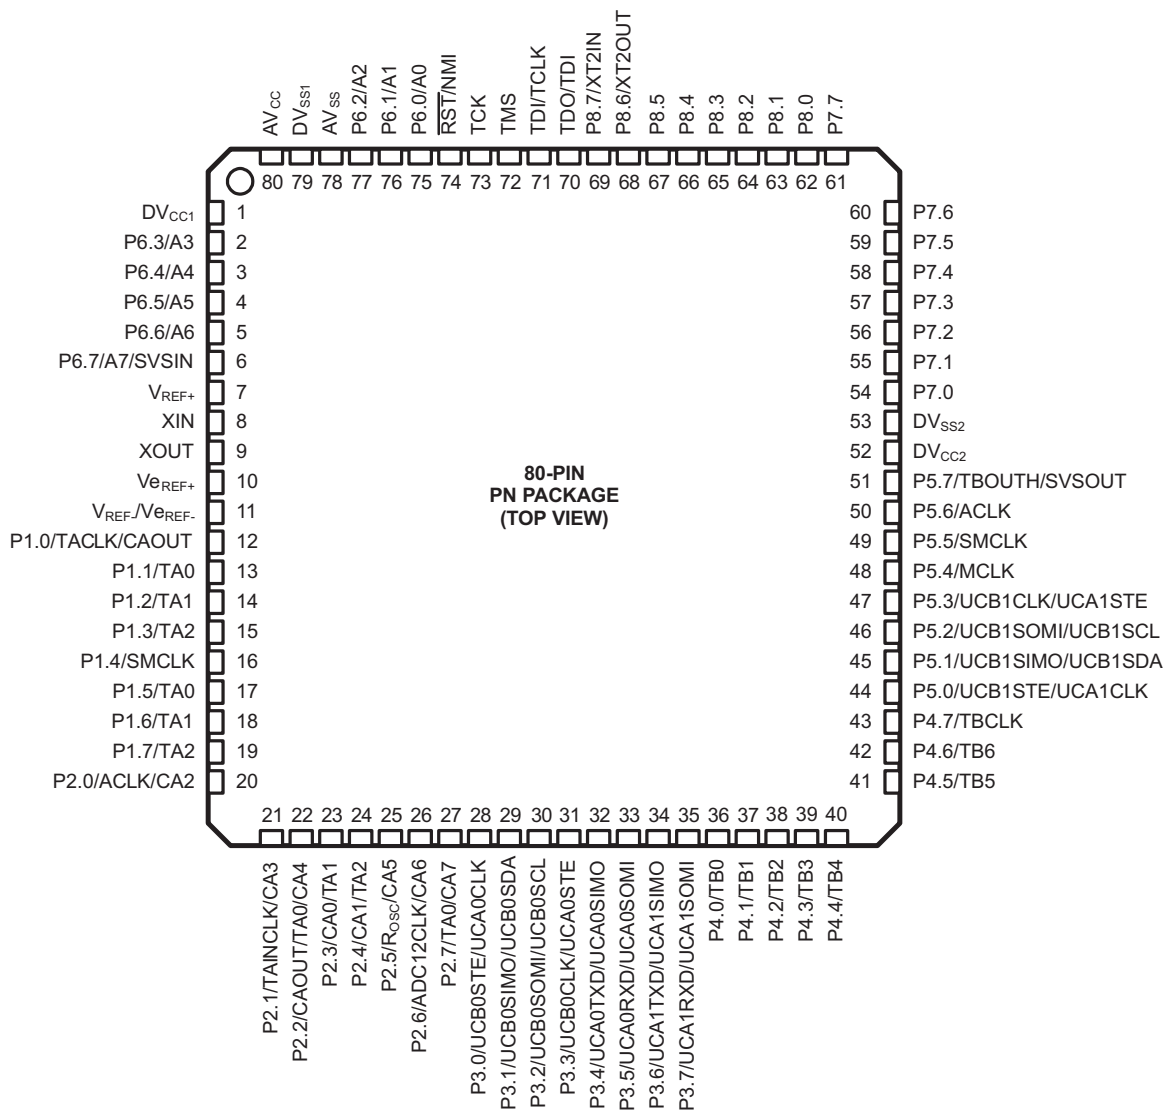 AVCC
DVSS1
AVSS
P6.2/A2
P6.1/A1
P6.0/A0
RST/NMI
TCK
TMS
TDI/TCLK
TDO/TDI
P8.7/XT2IN
P8.6/XT2OUT
P8.5
P8.4
P8.3
P8.2
P8.1
P8.0
P7.7
80 79 78 77 76 75 74 73 72 71 70 69 68 67 66 65 64 63 62 61
DVCC1 1
P6.3/A3 2
P6.4/A4 3
P6.5/A5 4
P6.6/A6 5
P6.7/A7/SVSIN 6
VREF+ 7
XIN 8
XOUT 9
VeREF+ 10
VREF-/VeREF- 11
P1.0/TACLK/CAOUT 12
P1.1/TA0 13
P1.2/TA1 14
P1.3/TA2 15
P1.4/SMCLK 16
P1.5/TA0 17
P1.6/TA1 18
P1.7/TA2 19
P2.0/ACLK/CA2 20
80-PIN
PN PACKAGE
(TOP VIEW)
60 P7.6
59 P7.5
58 P7.4
57 P7.3
56 P7.2
55 P7.1
54 P7.0
53 DVSS2
52 DVCC2
51 P5.7/TBOUTH/SVSOUT
50 P5.6/ACLK
49 P5.5/SMCLK
48 P5.4/MCLK
47 P5.3/UCB1CLK/UCA1STE
46 P5.2/UCB1SOMI/UCB1SCL
45 P5.1/UCB1SIMO/UCB1SDA
44 P5.0/UCB1STE/UCA1CLK
43 P4.7/TBCLK
42 P4.6/TB6
41 P4.5/TB5
21 22 23 24 25 26 27 28 29 30 31 32 33 34 35 36 37 38 39 40
P2.1/TAINCLK/CA3
P2.2/CAOUT/TA0/CA4
P2.3/CA0/TA1
P2.4/CA1/TA2
P2.5/ROSC/CA5
P2.6/ADC12CLK/CA6
P2.7/TA0/CA7
P3.0/UCB0STE/UCA0CLK
P3.1/UCB0SIMO/UCB0SDA
P3.2/UCB0SOMI/UCB0SCL
P3.3/UCB0CLK/UCA0STE
P3.4/UCA0TXD/UCA0SIMO
P3.5/UCA0RXD/UCA0SOMI
P3.6/UCA1TXD/UCA1SIMO
P3.7/UCA1RXD/UCA1SOMI
P4.0/TB0
P4.1/TB1
P4.2/TB2
P4.3/TB3
P4.4/TB4